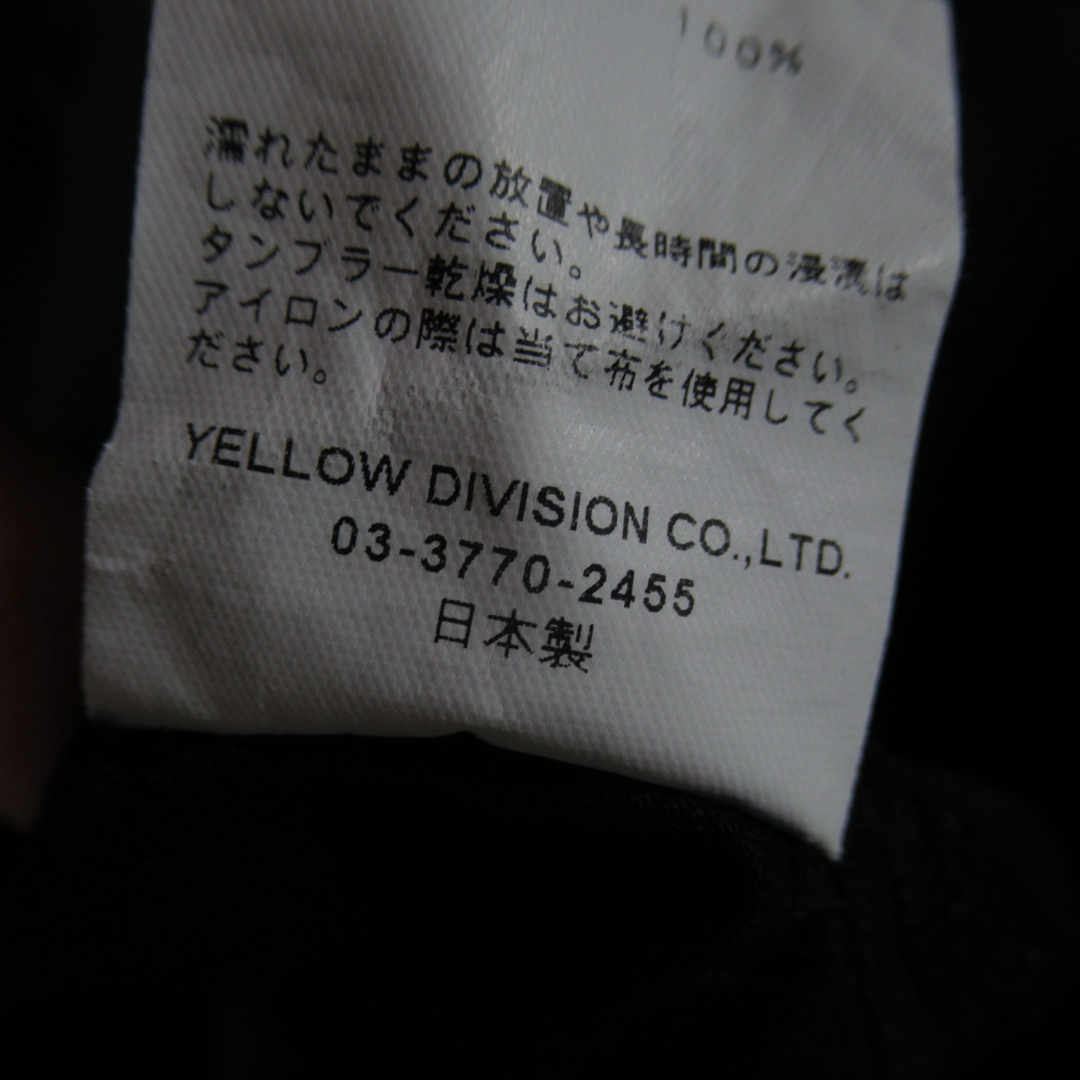 100%
濡れたままの放置や長時間の浸漬は
しないでください。
タンブラー乾燥はお避けください。
アイロンの際は当て布を使用してく
ださい。
YELLOW DIVISION CO.,LTD.
03-3770-2455
日本製